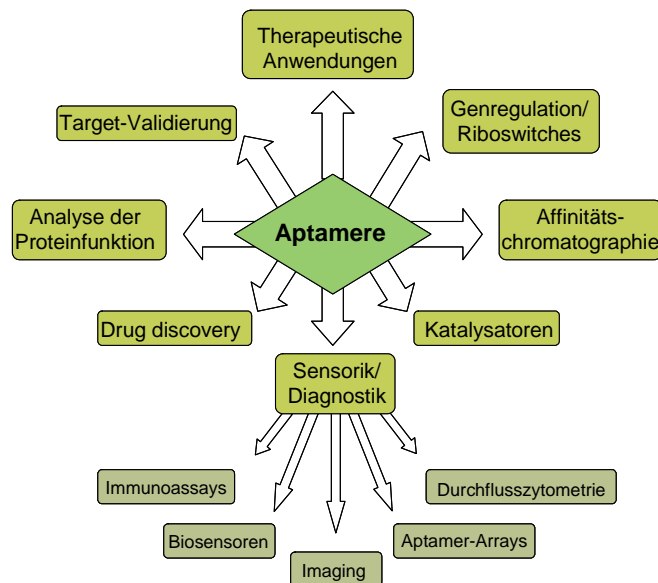 Therapeutische
Anwendungen
Target-Validierung
Genregulation/
Riboswitches
Analyse der
Proteinfunktion
Aptamere
Affinitäts-
chromatographie
Drug discovery
Katalysatoren
Sensorik/
Diagnostik
Immunoassays
Durchflusszytometrie
Biosensoren
Aptamer-Arrays
Imaging